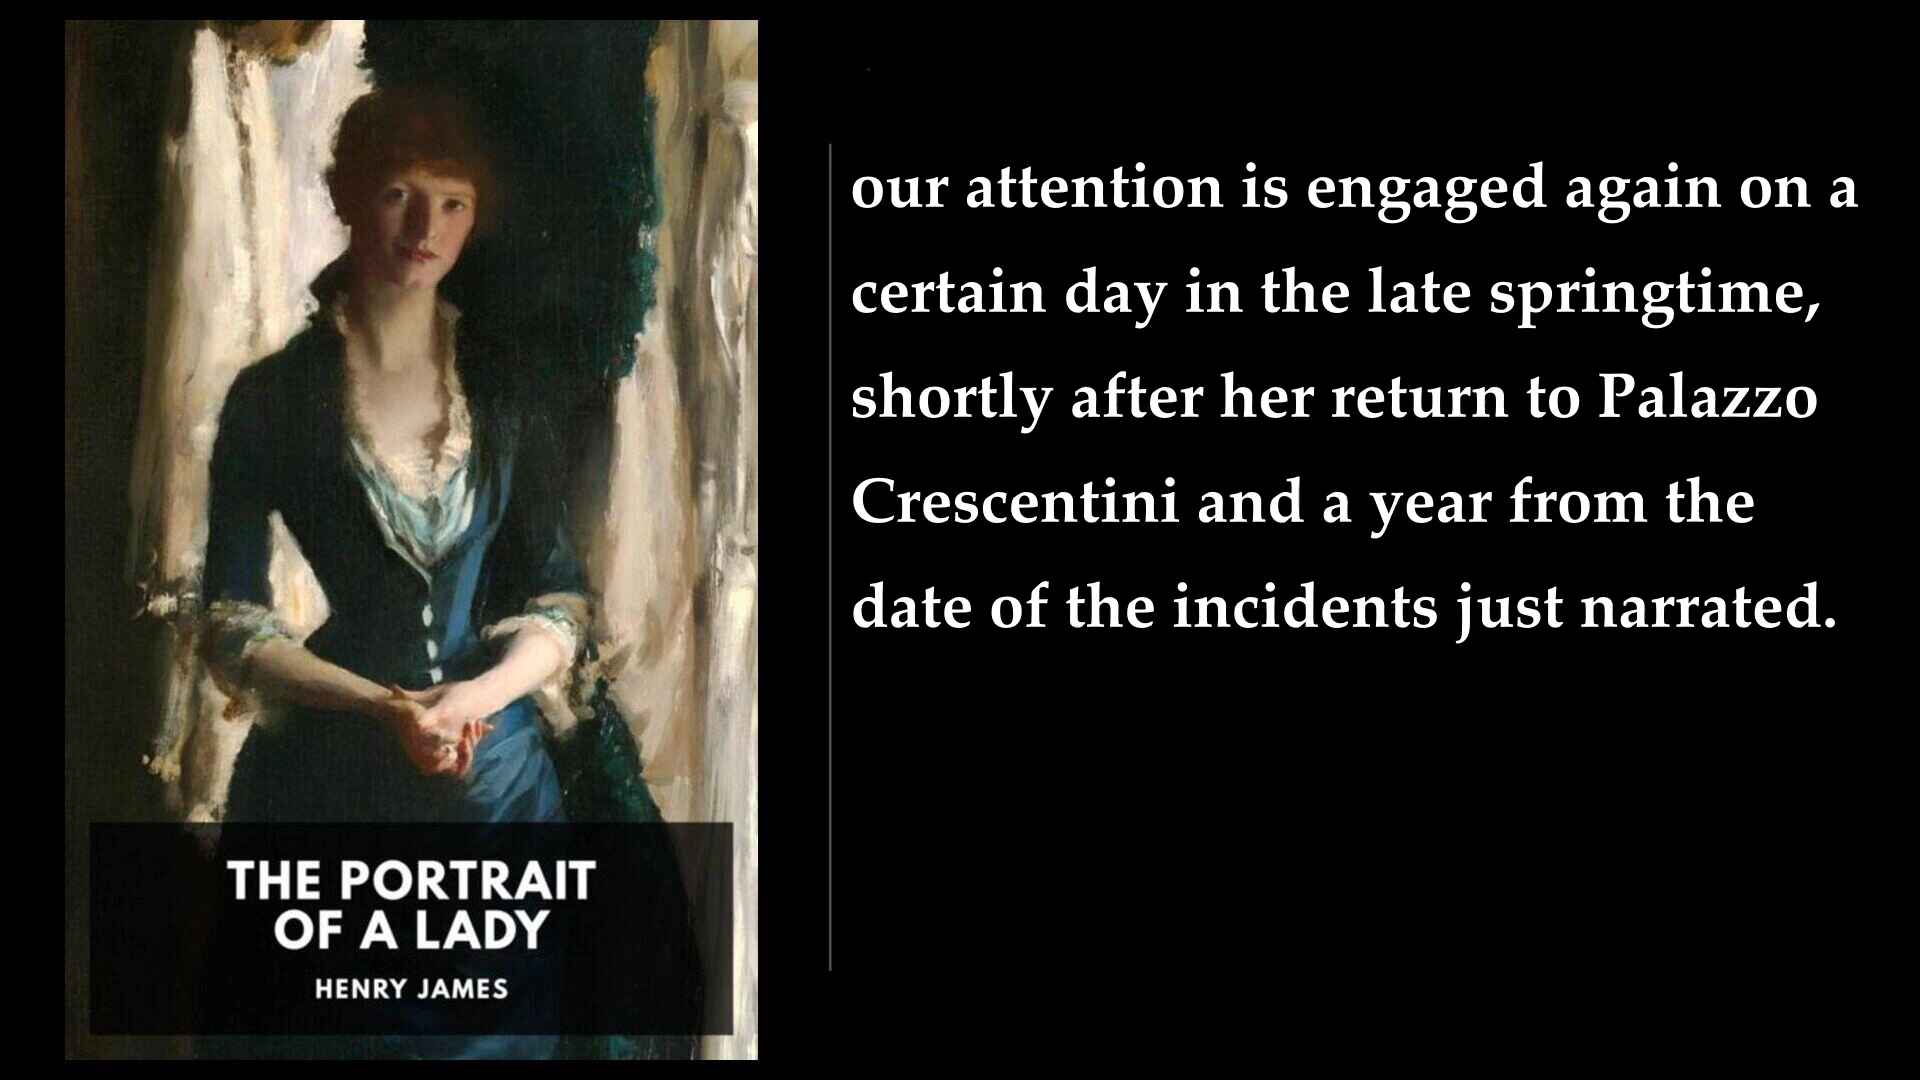 our attention is engaged again on a
certain day in the late springtime,
shortly after her return to Palazzo
Crescentini and a year from the
date of the incidents just narrated.
THE PORTRAIT
OF A LADY
HENRY JAMES